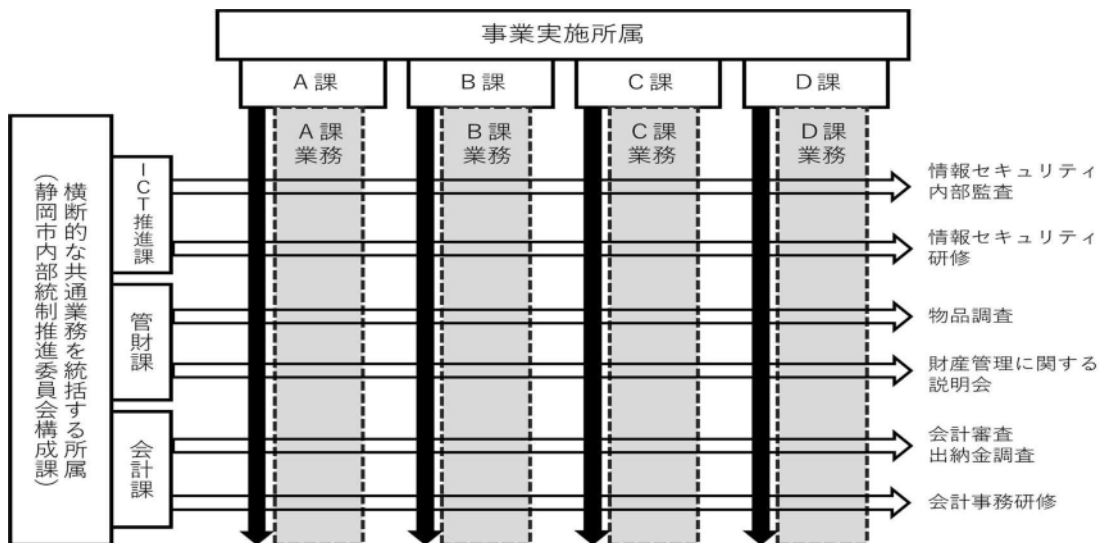 事業実施所属
A課
B課
C課
D課
A課
業務
B課
業務
C課
業務
D課
業務
横断的な共通業務を統括する所属
(静岡市内部統制推進委員会構成課)
ICT推進課
情報セキュリティ
内部監査
情報セキュリティ
研修
管財課
物品調査
財産管理に関する
説明会
会計課
会計審査
出納金調査
会計事務研修